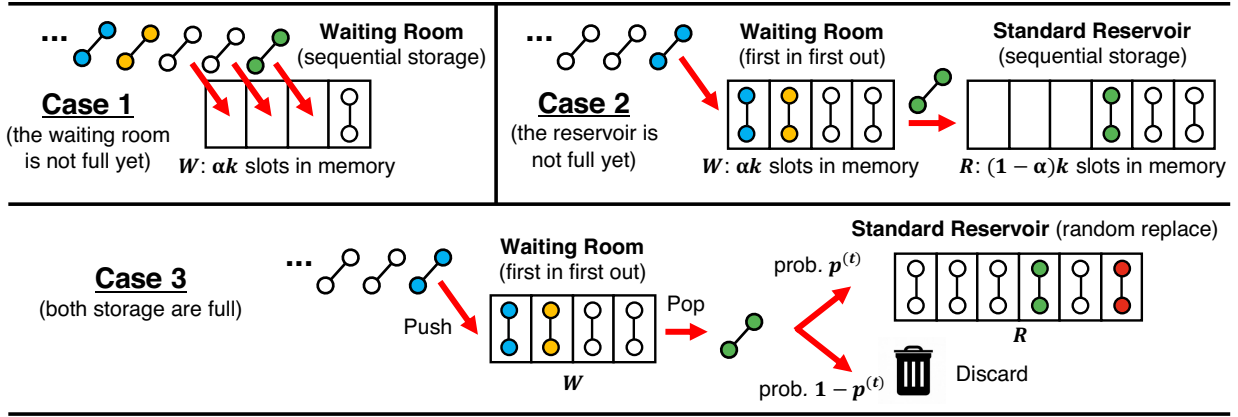 ...
Waiting Room
(sequential storage)
Case 1
(the waiting room
is not full yet)
W: αk slots in memory
...
Waiting Room
(first in first out)
Standard Reservoir
(sequential storage)
Case 2
(the reservoir is
not full yet)
W: αk slots in memory
R: (1 − α)k slots in memory
Case 3
(both storage are full)
...
Waiting Room
(first in first out)
Push
W
Pop
Standard Reservoir (random replace)
prob. p^(t)
R
prob. 1 − p^(t)
Discard